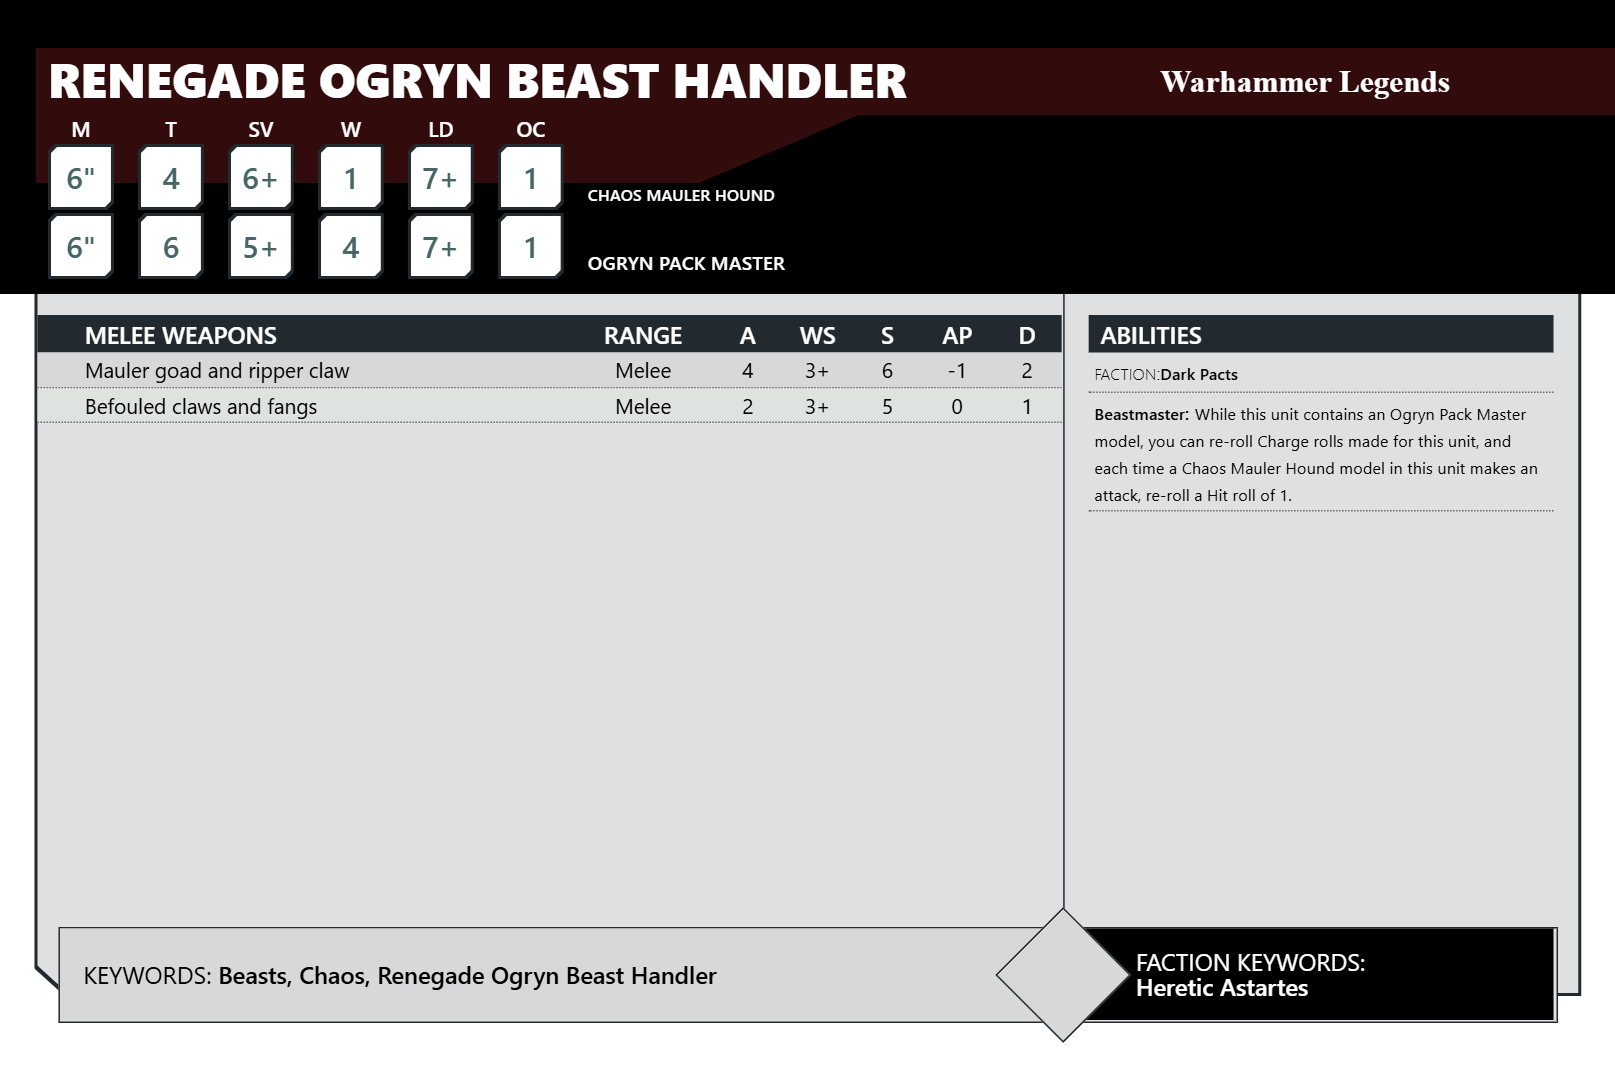 RENEGADE OGRYN BEAST HANDLER
Warhammer Legends
M T SV W LD OC
6" 4 6+ 1 7+ 1 CHAOS MAULER HOUND
6" 6 5+ 4 7+ 1 OGRYN PACK MASTER
MELEE WEAPONS RANGE A WS S AP D
Mauler goad and ripper claw Melee 4 3+ 6 -1 2
Befouled claws and fangs Melee 2 3+ 5 0 1
ABILITIES
FACTION:Dark Pacts
Beastmaster: While this unit contains an Ogryn Pack Master
model, you can re-roll Charge rolls made for this unit, and
each time a Chaos Mauler Hound model in this unit makes an
attack, re-roll a Hit roll of 1.
KEYWORDS: Beasts, Chaos, Renegade Ogryn Beast Handler
FACTION KEYWORDS:
Heretic Astartes